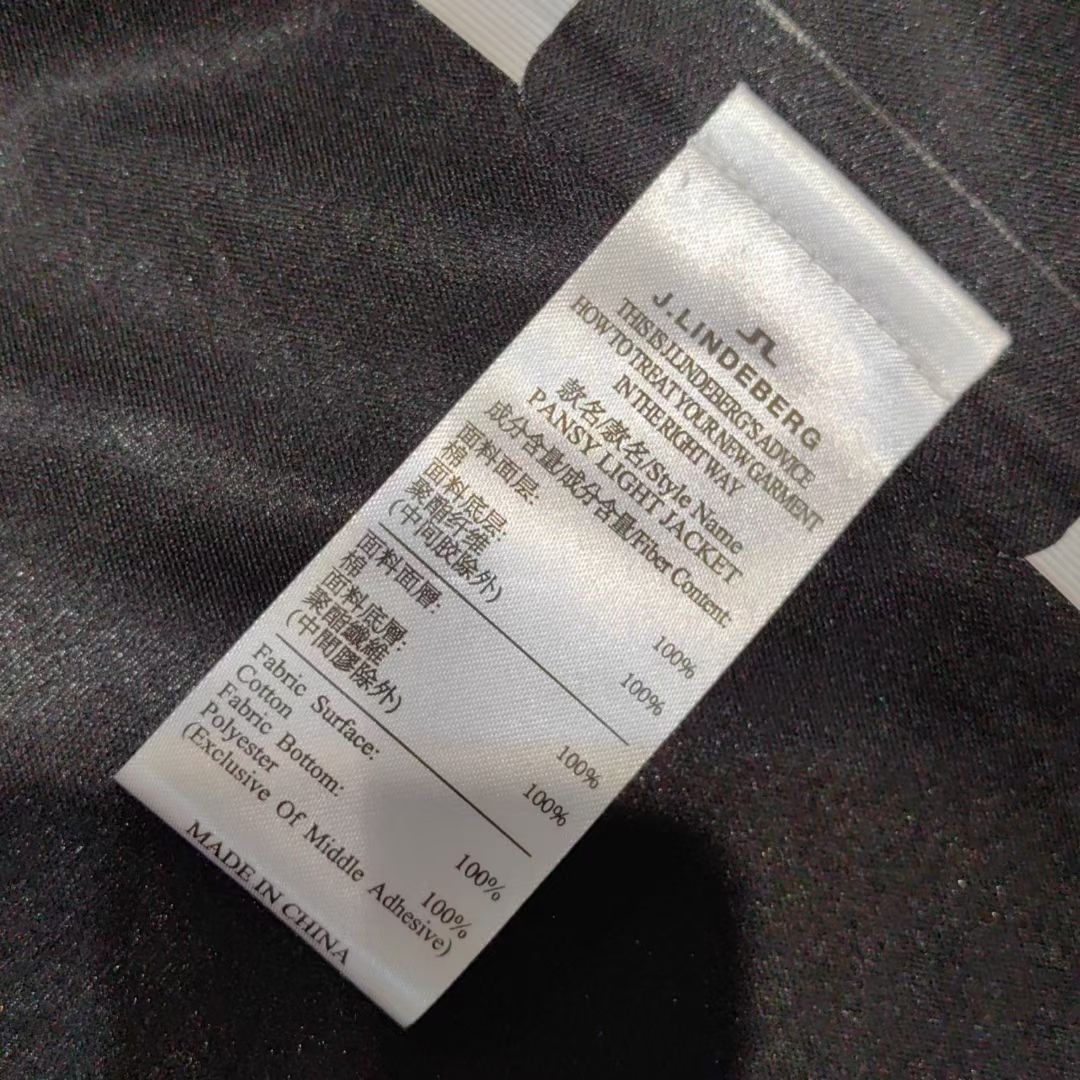 J.LINDEBERG
THIS IS J.LINDEBERG'S ADVICE
HOW TO TREAT YOUR NEW GARMENT
IN THE RIGHT WAY
款名/款名/Style Name
PANSY LIGHT JACKET
成分含量/成分含量/Fiber Content:
面料面层:
棉 100%
面料底层:
聚酯纤维 100%
(中间胶除外)
面料面層:
棉 100%
面料底層:
聚酯纖維 100%
(中間膠除外)
Fabric Surface:
Cotton 100%
Fabric Bottom:
Polyester 100%
(Exclusive Of Middle Adhesive)
MADE IN CHINA